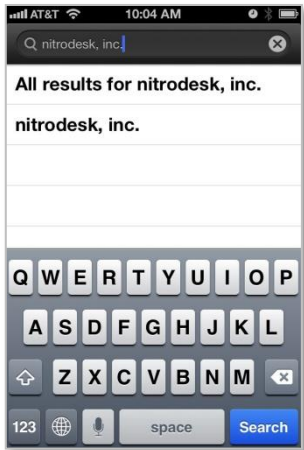 AT&T 10:04 AM
nitrodesk, inc.
All results for nitrodesk, inc.
nitrodesk, inc.
Q W E R T Y U I O P
A S D F G H J K L
Z X C V B N M
123 space Search